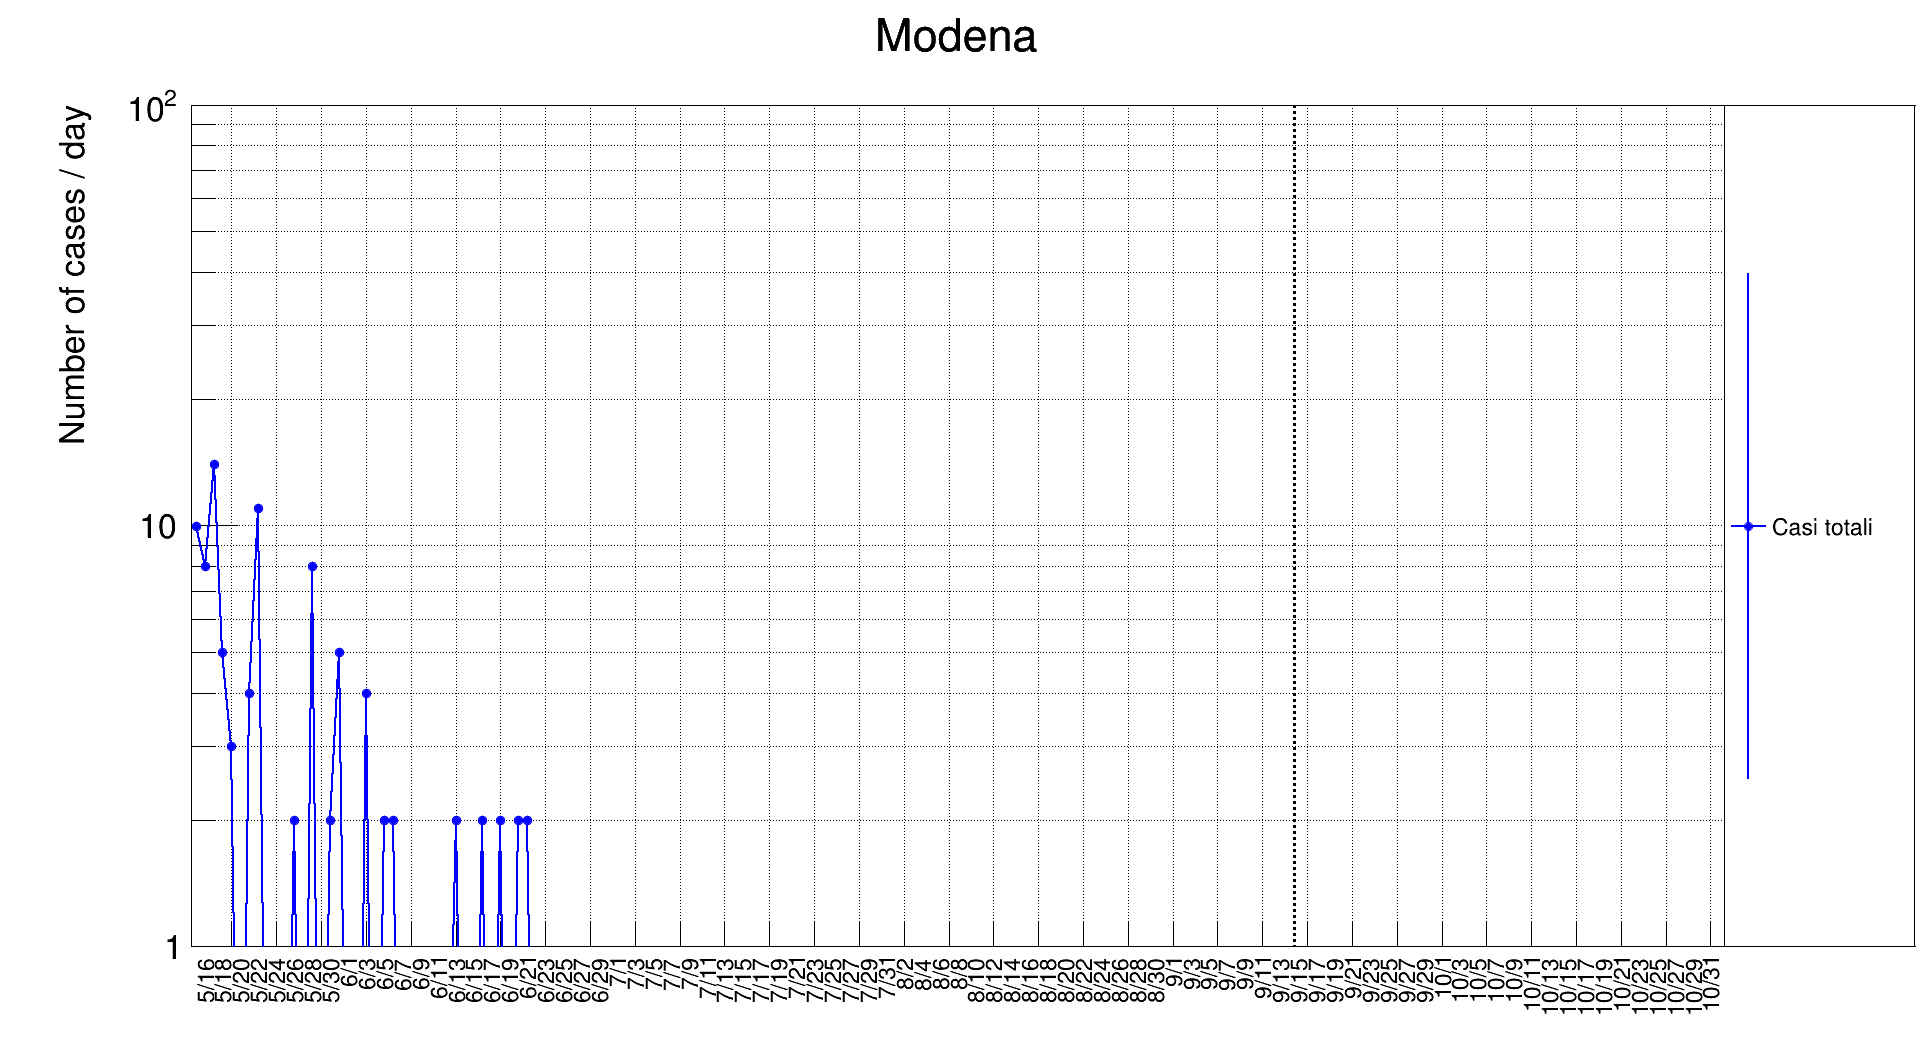 Modena
Number of cases / day
10²
10
1
Casi totali
5/16 5/18 5/20 5/22 5/24 5/26 5/28 5/30 6/1 6/3 6/5 6/7 6/9 6/11 6/13 6/15 6/17 6/19 6/21 6/23 6/25 6/27 6/29 7/1 7/3 7/5 7/7 7/9 7/11 7/13 7/15 7/17 7/19 7/21 7/23 7/25 7/27 7/29 7/31 8/2 8/4 8/6 8/8 8/10 8/12 8/14 8/16 8/18 8/20 8/22 8/24 8/26 8/28 8/30 9/1 9/3 9/5 9/7 9/9 9/11 9/13 9/15 9/17 9/19 9/21 9/23 9/25 9/27 9/29 10/1 10/3 10/5 10/7 10/9 10/11 10/13 10/15 10/17 10/19 10/21 10/23 10/25 10/27 10/29 10/31